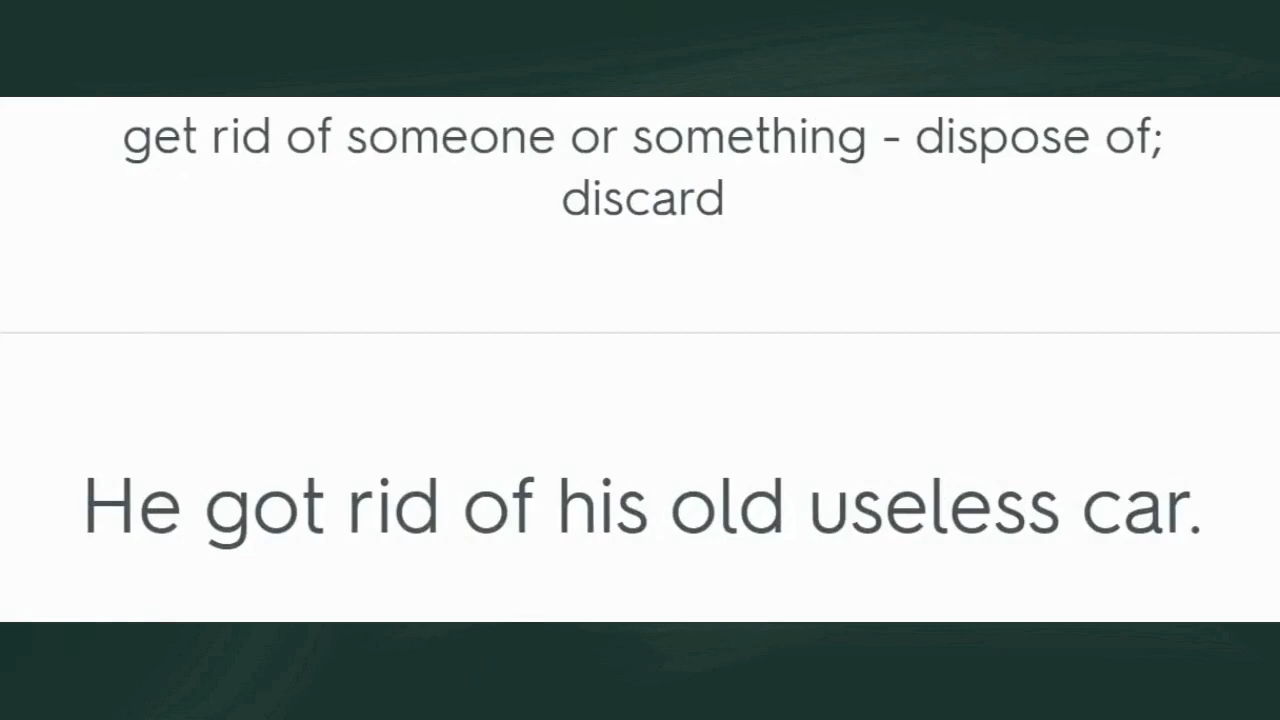 get rid of someone or something - dispose of;
discard
He got rid of his old useless car.